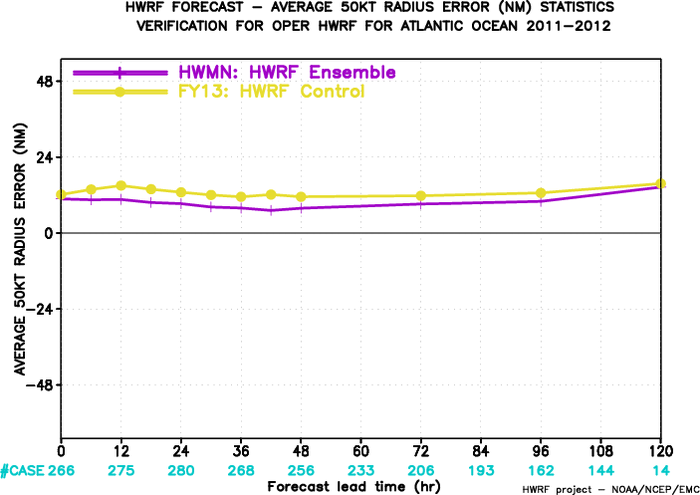 HWRF FORECAST – AVERAGE 50KT RADIUS ERROR (NM) STATISTICS
VERIFICATION FOR OPER HWRF FOR ATLANTIC OCEAN 2011–2012
HWMN: HWRF Ensemble
FY13: HWRF Control
AVERAGE 50KT RADIUS ERROR (NM)
48
24
0
−24
−48
0 12 24 36 48 60 72 84 96 108 120
#CASE 266 275 280 268 256 233 206 193 162 144 14
Forecast lead time (hr)
HWRF project – NOAA/NCEP/EMC